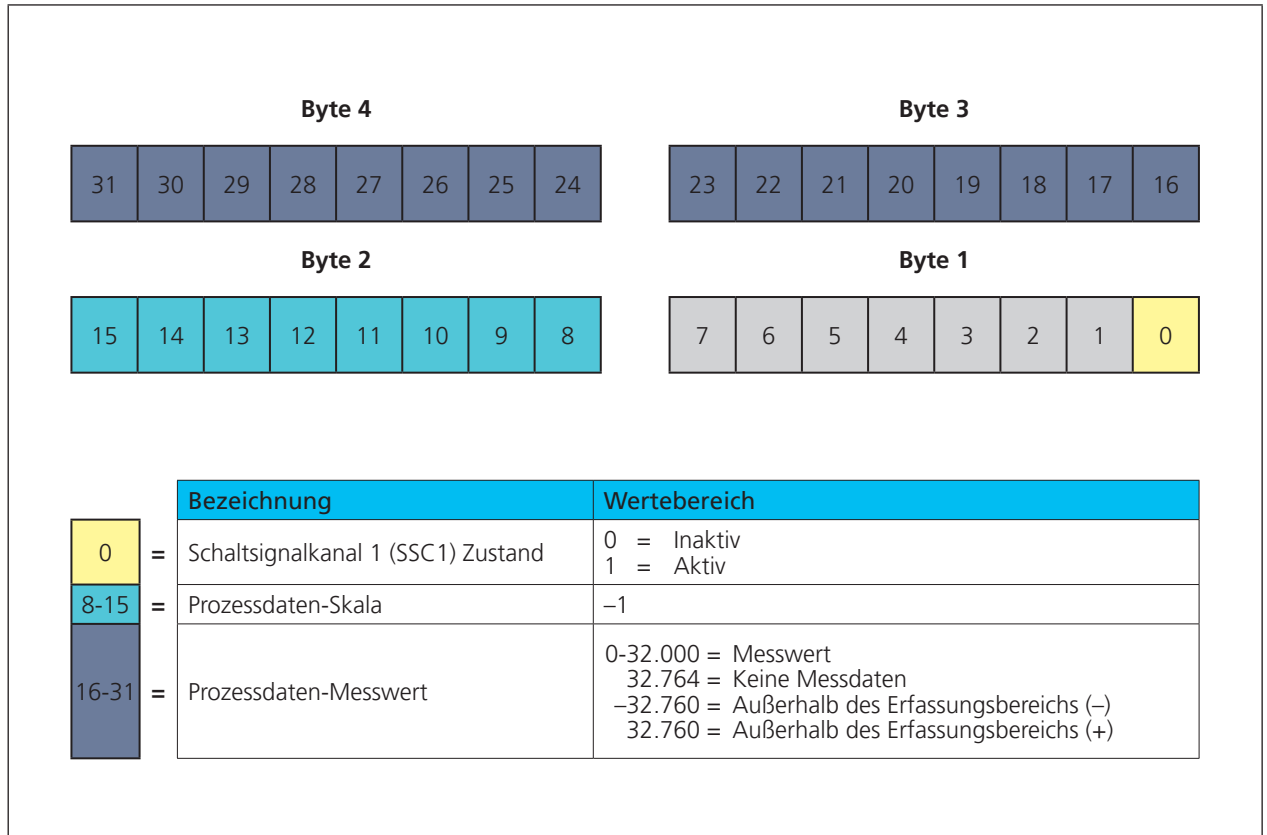 Byte 4 Byte 3
31 30 29 28 27 26 25 24 23 22 21 20 19 18 17 16
Byte 2 Byte 1
15 14 13 12 11 10 9 8 7 6 5 4 3 2 1 0
Bezeichnung Wertebereich
0 = Schaltsignalkanal 1 (SSC1) Zustand 0 = Inaktiv
1 = Aktiv
8-15 = Prozessdaten-Skala –1
16-31 = Prozessdaten-Messwert 0-32.000 = Messwert
32.764 = Keine Messdaten
–32.760 = Außerhalb des Erfassungsbereichs (–)
32.760 = Außerhalb des Erfassungsbereichs (+)